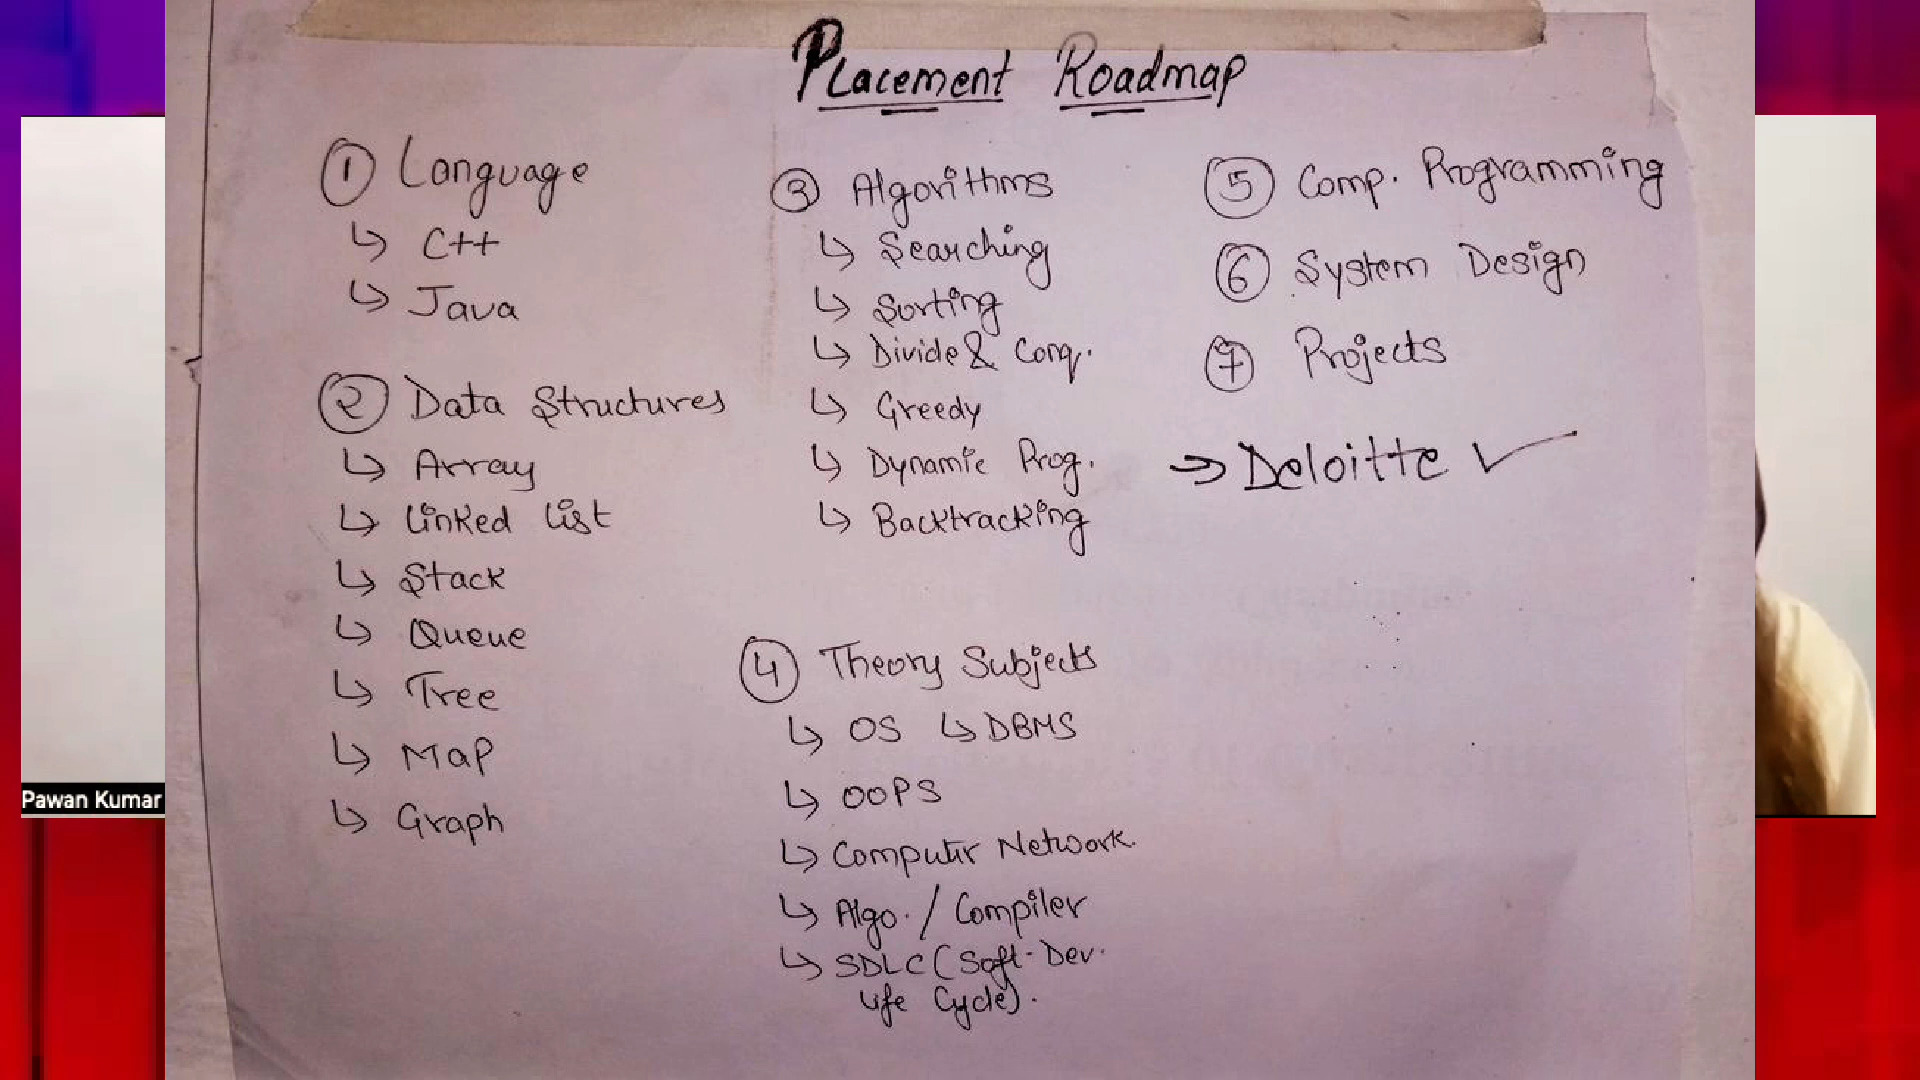 Placement Roadmap
① Language
↳ C++
↳ Java
② Data Structures
↳ Array
↳ Linked List
↳ Stack
↳ Queue
↳ Tree
↳ Map
↳ Graph
③ Algorithms
↳ Searching
↳ Sorting
↳ Divide & Conq.
↳ Greedy
↳ Dynamic Prog.
↳ Backtracking
④ Theory Subjects
↳ OS ↳ DBMS
↳ OOPS
↳ Computer Network.
↳ Algo. / Compiler
↳ SDLC (Soft. Dev.
Life Cycle).
⑤ Comp. Programming
⑥ System Design
⑦ Projects
→ Deloitte ✓
Pawan Kumar